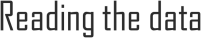 Reading the data